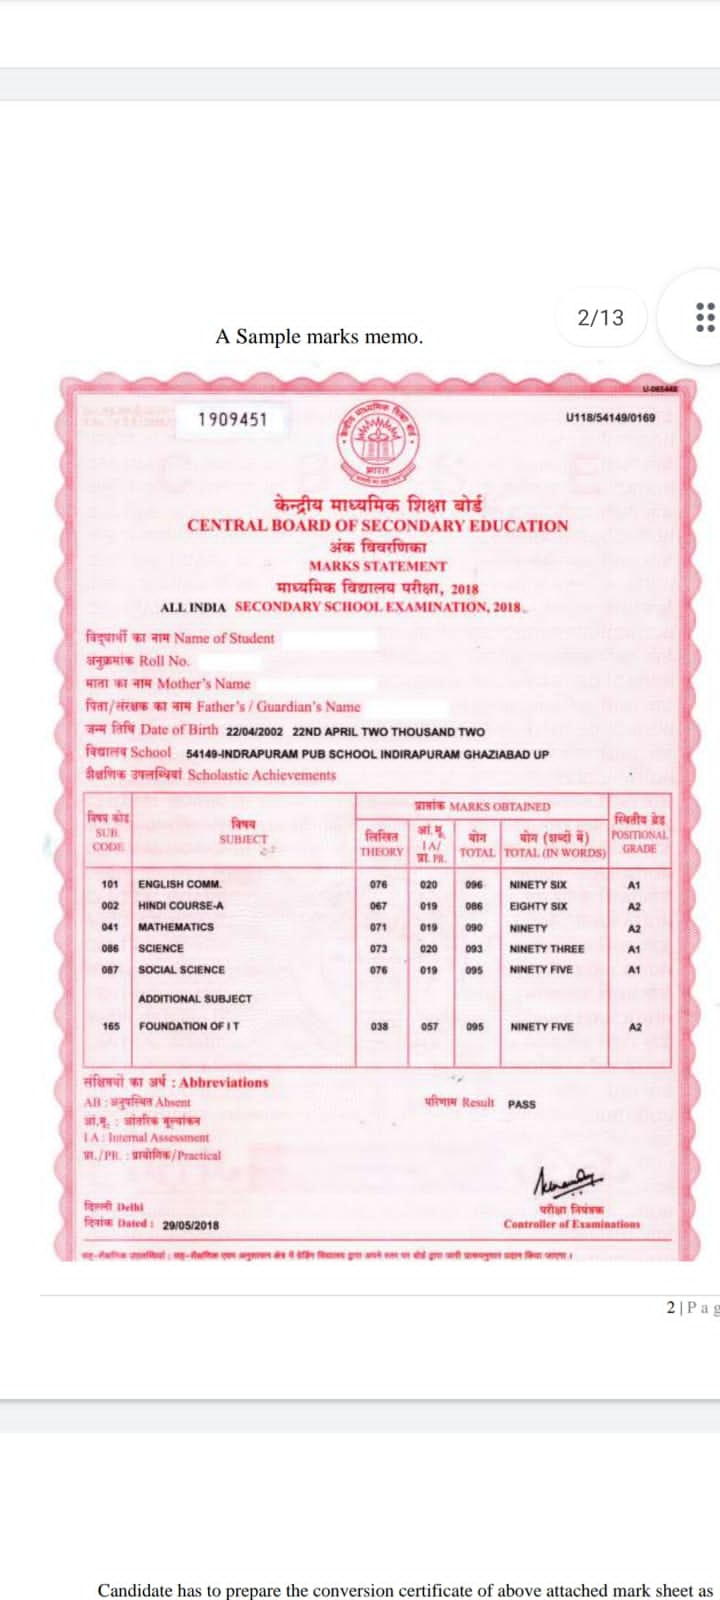 2/13
A Sample marks memo.
1909451
U118/54149/0169
भारत
केन्द्रीय माध्यमिक शिक्षा बोर्ड
CENTRAL BOARD OF SECONDARY EDUCATION
अंक विवरणिका
MARKS STATEMENT
माध्यमिक विद्यालय परीक्षा, 2018
ALL INDIA SECONDARY SCHOOL EXAMINATION, 2018
विद्यार्थी का नाम Name of Student
अनुक्रमांक Roll No.
माता का नाम Mother's Name
पिता/संरक्षक का नाम Father's / Guardian's Name
जन्म तिथि Date of Birth 22/04/2002 22ND APRIL TWO THOUSAND TWO
विद्यालय School 54149-INDRAPURAM PUB SCHOOL INDIRAPURAM GHAZIABAD UP
शैक्षणिक उपलब्धियां Scholastic Achievements
विषय कोड SUB. CODE
विषय SUBJECT
प्राप्तांक MARKS OBTAINED
स्थितीय ग्रेड POSITIONAL GRADE
लिखित THEORY
आं.मू. IA/ प्रा. PR.
योग TOTAL
योग (शब्दों में) TOTAL (IN WORDS)
101 ENGLISH COMM. 076 020 096 NINETY SIX A1
002 HINDI COURSE-A 067 019 086 EIGHTY SIX A2
041 MATHEMATICS 071 019 090 NINETY A2
086 SCIENCE 073 020 093 NINETY THREE A1
087 SOCIAL SCIENCE 076 019 095 NINETY FIVE A1
ADDITIONAL SUBJECT
165 FOUNDATION OF I T 038 057 095 NINETY FIVE A2
संक्षिप्तियों का अर्थ : Abbreviations
AB : अनुपस्थित Absent
परिणाम Result PASS
आं.मू. : आंतरिक मूल्यांकन
I A : Internal Assessment
प्रा./PR. : प्रायोगिक/Practical
दिल्ली Delhi
परीक्षा नियंत्रक
दिनांक Dated : 29/05/2018
Controller of Examinations
2 | P a g
Candidate has to prepare the conversion certificate of above attached mark sheet as